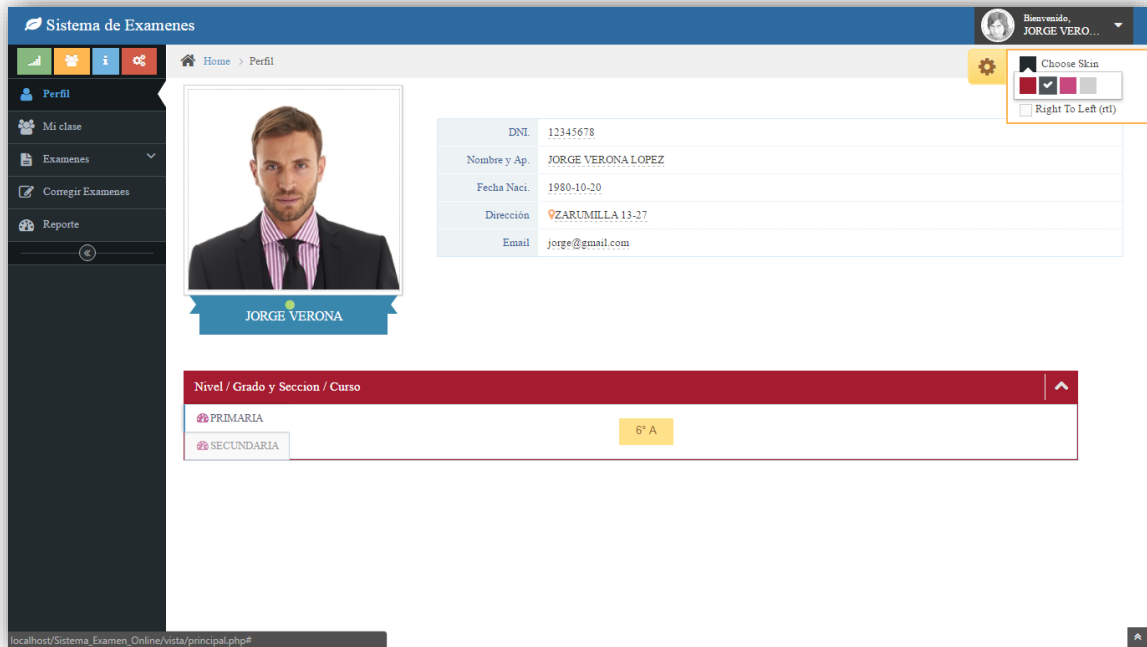 Sistema de Examenes
Bienvenido,
JORGE VERO...
Home > Perfil
Choose Skin
Right To Left (rtl)
Perfil
Mi clase
Examenes
Corregir Examenes
Reporte
DNI. 12345678
Nombre y Ap. JORGE VERONA LOPEZ
Fecha Naci. 1980-10-20
Dirección ZARUMILLA 13-27
Email jorge@gmail.com
JORGE VERONA
Nivel / Grado y Seccion / Curso
PRIMARIA
6° A
SECUNDARIA
localhost/Sistema_Examen_Online/vista/principal.php#